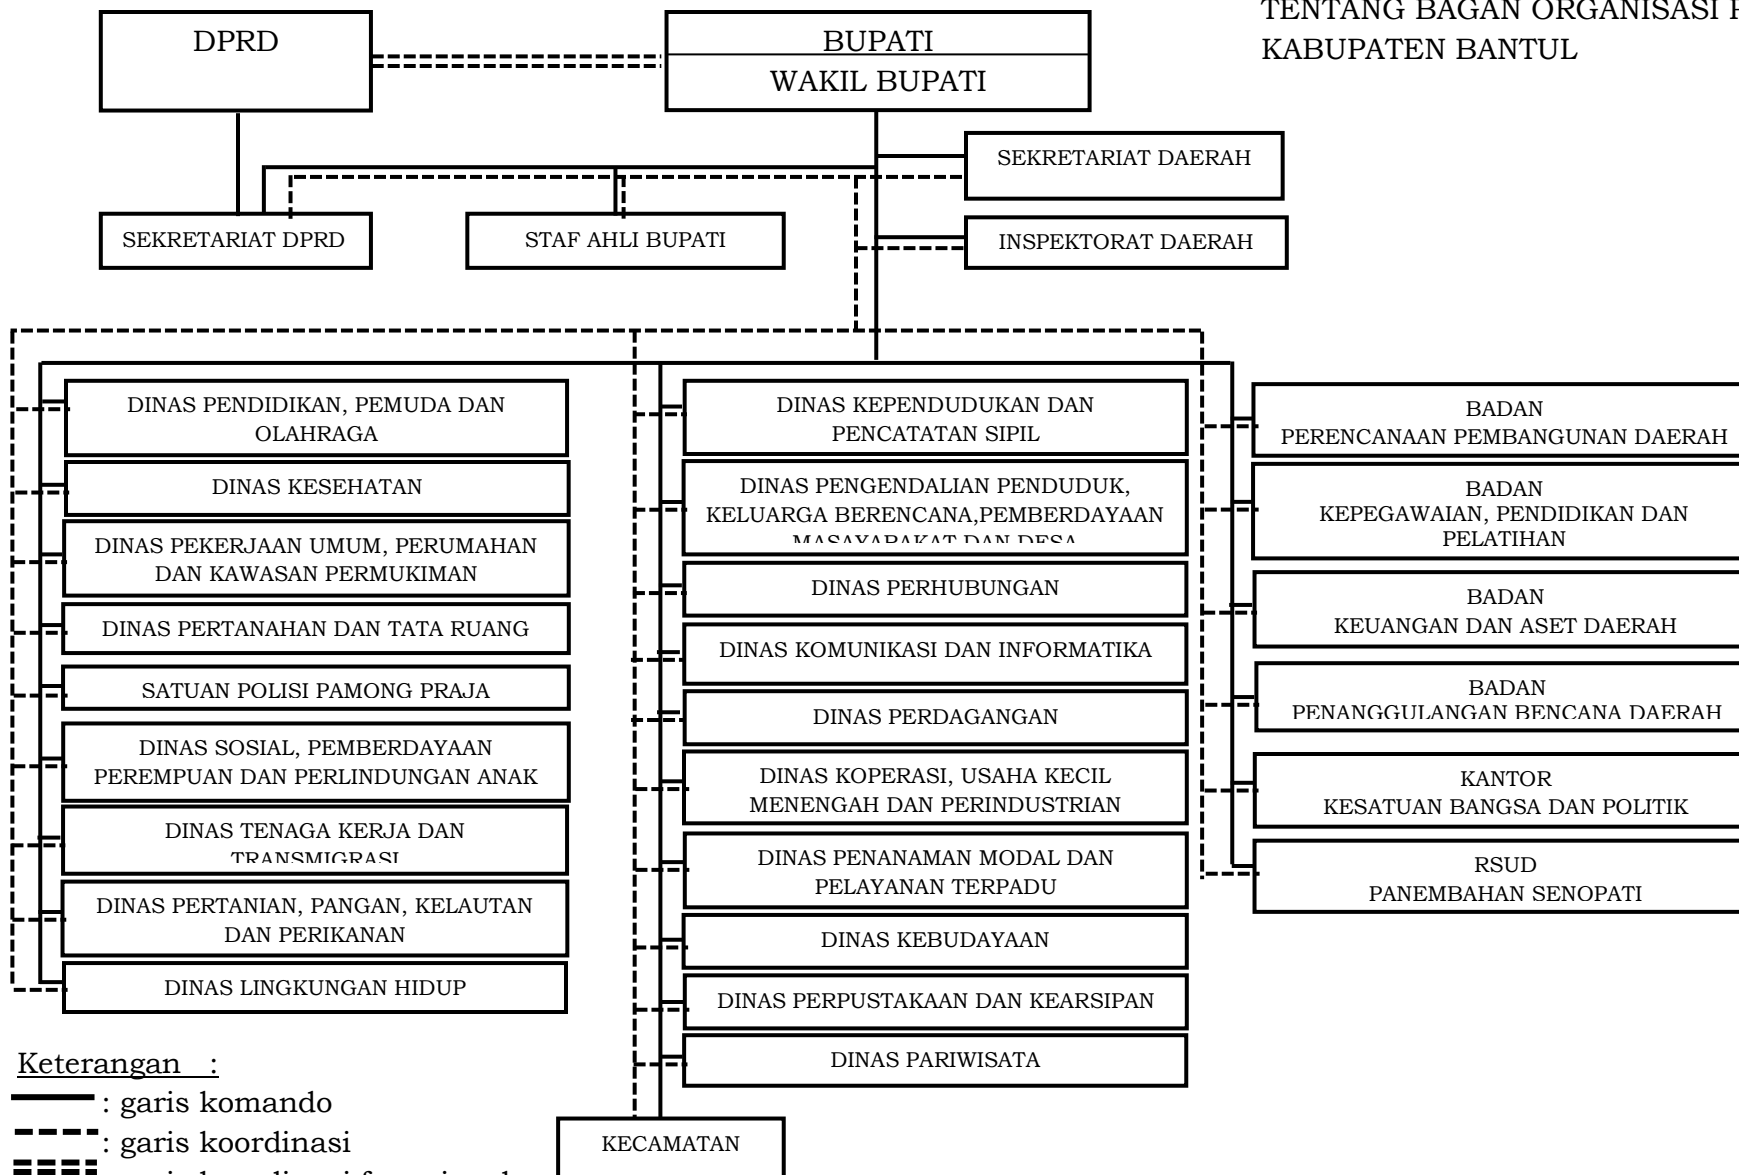 TENTANG BAGAN ORGANISASI
KABUPATEN BANTUL
DPRD
BUPATI
WAKIL BUPATI
SEKRETARIAT DAERAH
SEKRETARIAT DPRD
STAF AHLI BUPATI
INSPEKTORAT DAERAH
DINAS PENDIDIKAN, PEMUDA DAN
OLAHRAGA
DINAS KESEHATAN
DINAS PEKERJAAN UMUM, PERUMAHAN
DAN KAWASAN PERMUKIMAN
DINAS PERTANAHAN DAN TATA RUANG
SATUAN POLISI PAMONG PRAJA
DINAS SOSIAL, PEMBERDAYAAN
PEREMPUAN DAN PERLINDUNGAN ANAK
DINAS TENAGA KERJA DAN
TRANSMIGRASI
DINAS PERTANIAN, PANGAN, KELAUTAN
DAN PERIKANAN
DINAS LINGKUNGAN HIDUP
DINAS KEPENDUDUKAN DAN
PENCATATAN SIPIL
DINAS PENGENDALIAN PENDUDUK,
KELUARGA BERENCANA,PEMBERDAYAAN
MASAYARAKAT DAN DESA
DINAS PERHUBUNGAN
DINAS KOMUNIKASI DAN INFORMATIKA
DINAS PERDAGANGAN
DINAS KOPERASI, USAHA KECIL
MENENGAH DAN PERINDUSTRIAN
DINAS PENANAMAN MODAL DAN
PELAYANAN TERPADU
DINAS KEBUDAYAAN
DINAS PERPUSTAKAAN DAN KEARSIPAN
DINAS PARIWISATA
KECAMATAN
BADAN
PERENCANAAN PEMBANGUNAN DAERAH
BADAN
KEPEGAWAIAN, PENDIDIKAN DAN
PELATIHAN
BADAN
KEUANGAN DAN ASET DAERAH
BADAN
PENANGGULANGAN BENCANA DAERAH
KANTOR
KESATUAN BANGSA DAN POLITIK
RSUD
PANEMBAHAN SENOPATI
Keterangan :
: garis komando
: garis koordinasi